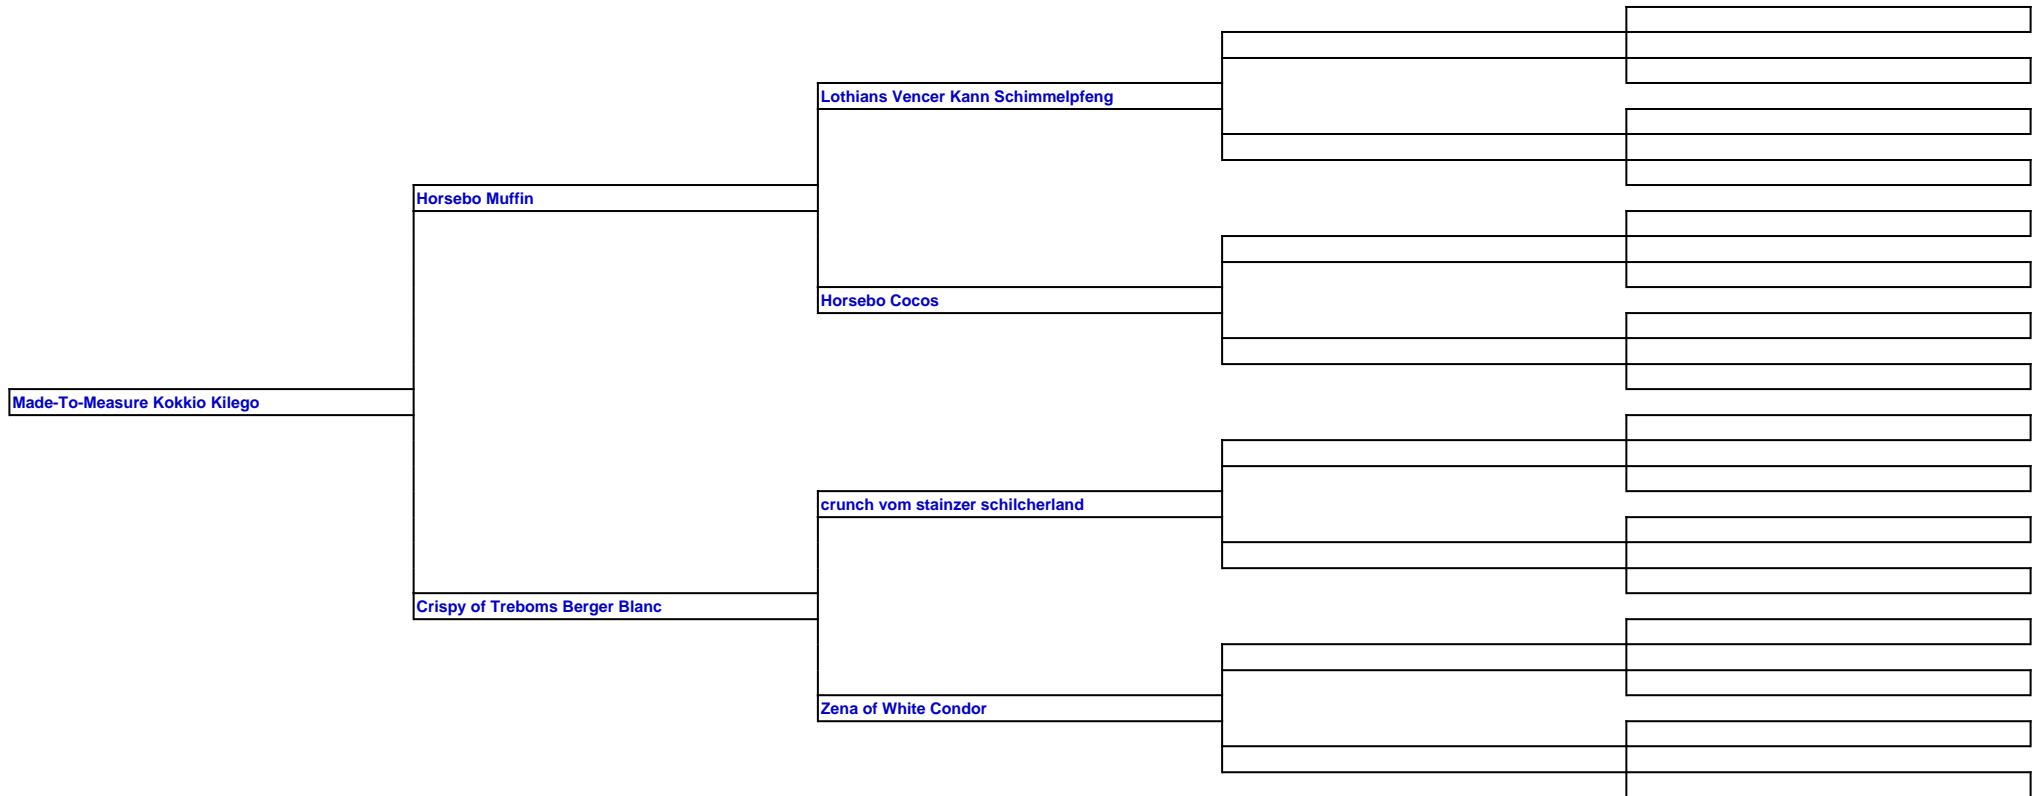 Lothians Vencer Kann Schimmelpfeng
Horsebo Muffin
Horsebo Cocos
Made-To-Measure Kokkio Kilego
crunch vom stainzer schilcherland
Crispy of Treboms Berger Blanc
Zena of White Condor